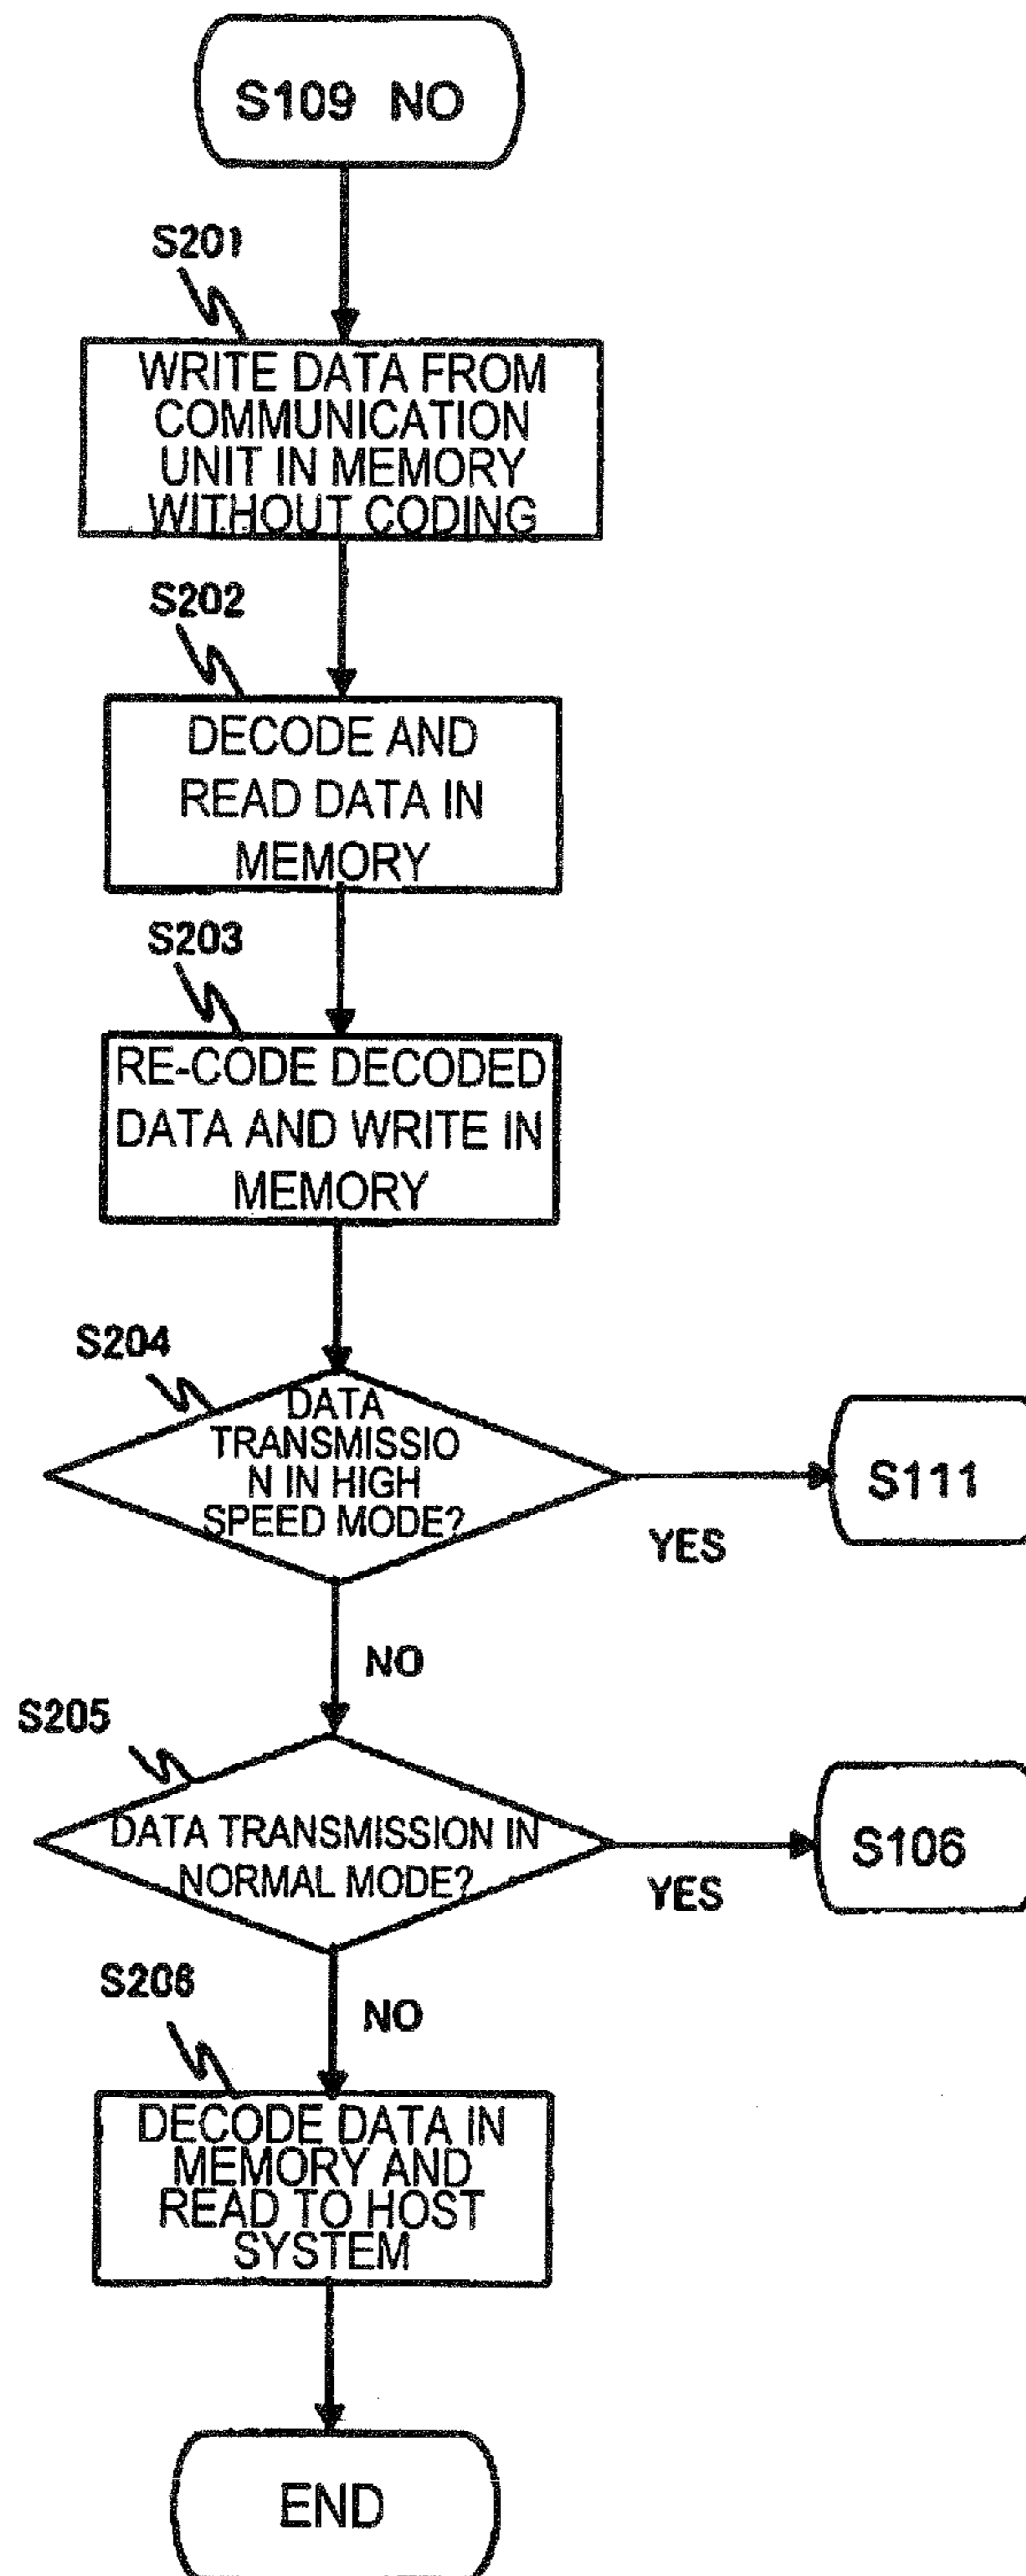 S109 NO
S201
WRITE DATA FROM
COMMUNICATION
UNIT IN MEMORY
WITHOUT CODING
S202
DECODE AND
READ DATA IN
MEMORY
S203
RE-CODE DECODED
DATA AND WRITE IN
MEMORY
S204
DATA
TRANSMISSIO
N IN HIGH
SPEED MODE?
YES
S111
NO
S205
DATA TRANSMISSION IN
NORMAL MODE?
YES
S106
NO
S206
DECODE DATA IN
MEMORY AND
READ TO HOST
SYSTEM
END